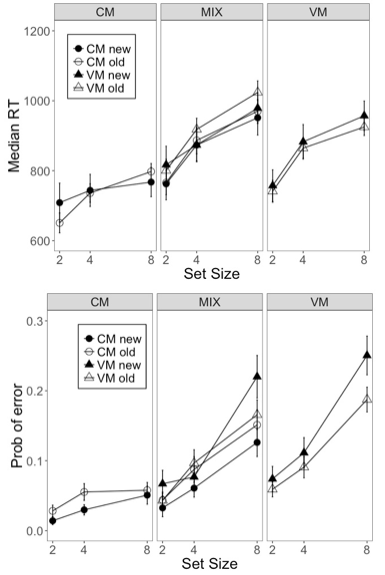 CM MIX VM
1200
1000
800
600
Median RT
CM new
CM old
VM new
VM old
2 4 8 2 4 8 2 4 8
Set Size
CM MIX VM
0.3
0.2
0.1
0.0
Prob of error
CM new
CM old
VM new
VM old
2 4 8 2 4 8 2 4 8
Set Size